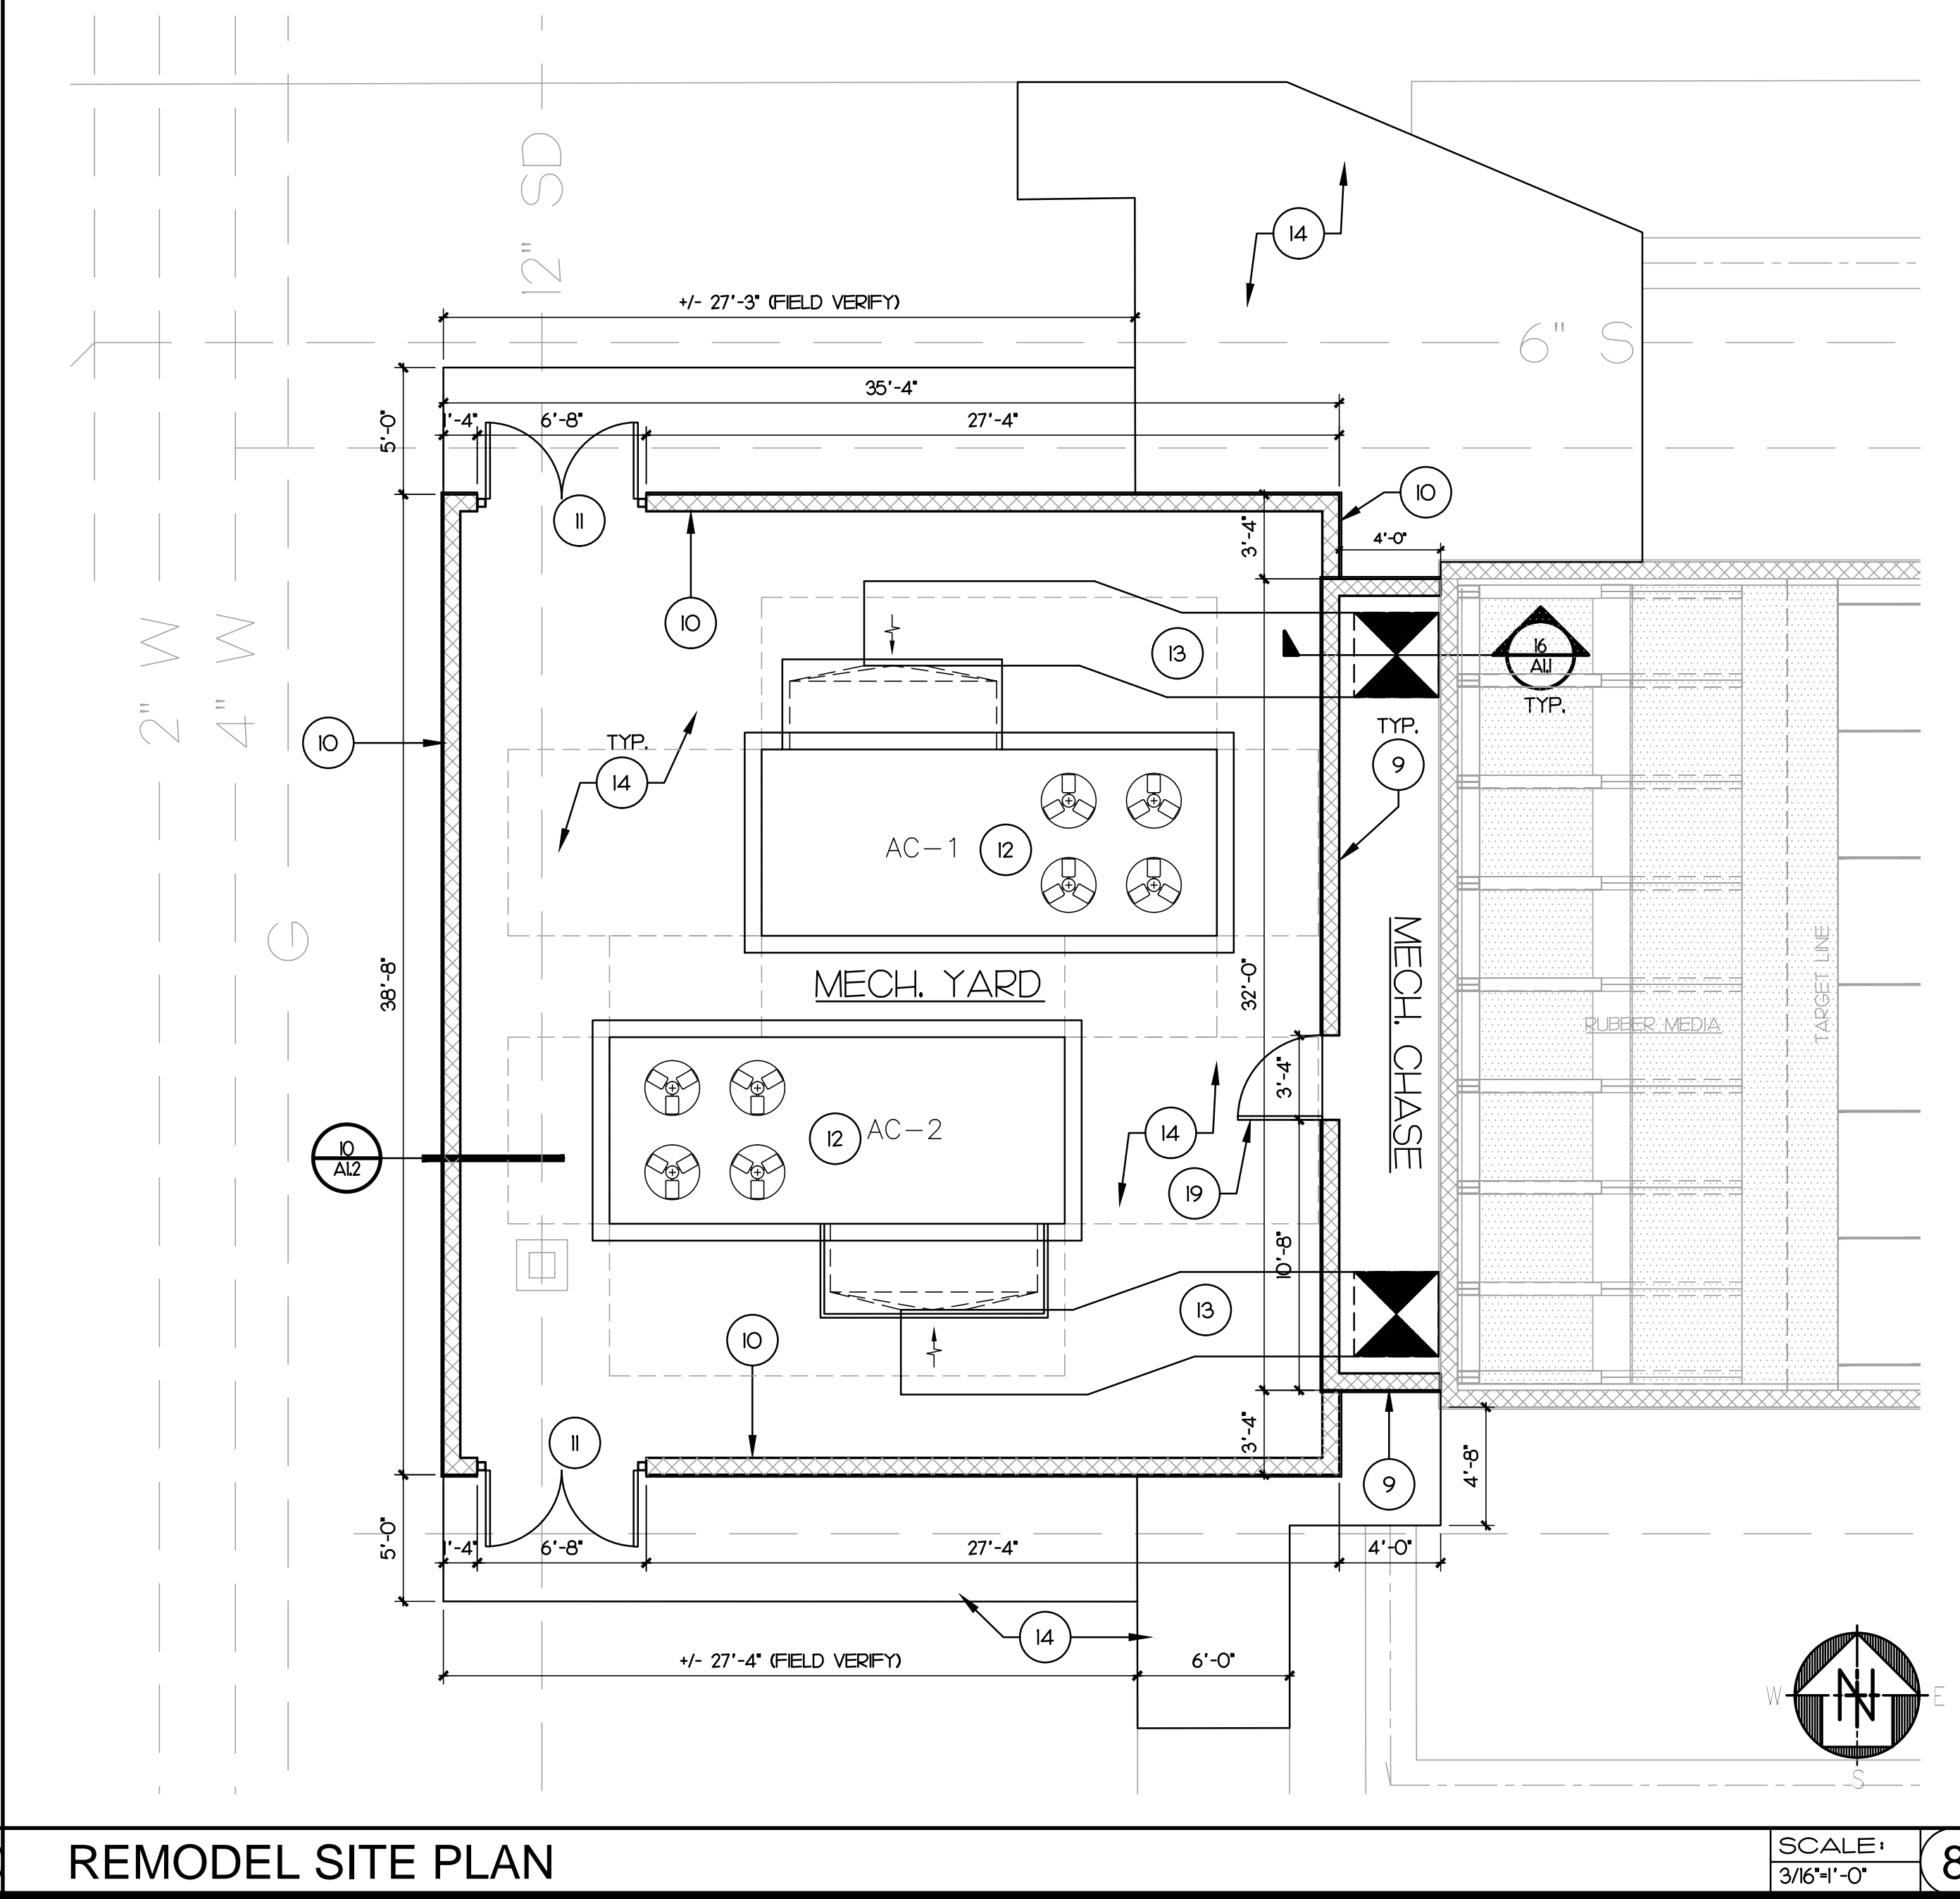 12" SD
14
+/- 27'-3" (FIELD VERIFY)
6" S
35'-4"
5'-0"
1'-4"
6'-8"
27'-4"
10
11
3'-4"
4'-0"
10
2" W
4" W
13
16
A1.1
TYP.
10
TYP.
14
TYP.
9
AC-1
12
G
38'-8"
MECH. YARD
32'-0"
MECH. CHASE
RUBBER MEDIA
TARGET LINE
3'-4"
10
A1.2
12
AC-2
14
19
10'-8"
13
10
11
3'-4"
9
4'-8"
5'-0"
1'-4"
6'-8"
27'-4"
4'-0"
14
+/- 27'-4" (FIELD VERIFY)
6'-0"
W
N
E
S
REMODEL SITE PLAN
SCALE:
3/16"=1'-0"
8